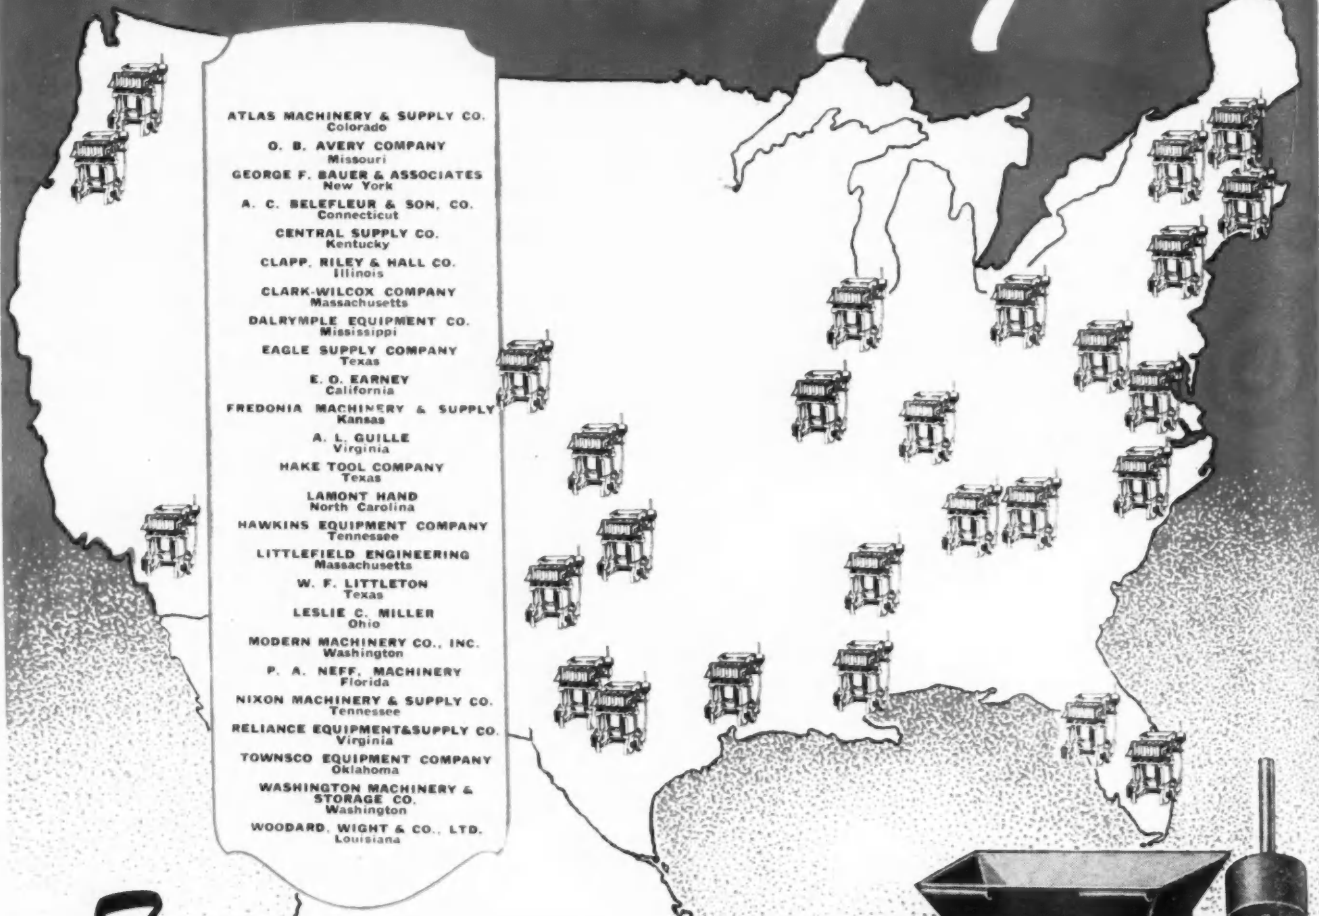 ATLAS MACHINERY & SUPPLY CO.
Colorado
O. B. AVERY COMPANY
Missouri
GEORGE F. BAUER & ASSOCIATES
New York
A. C. BELEFLEUR & SON, CO.
Connecticut
CENTRAL SUPPLY CO.
Kentucky
CLAPP, RILEY & HALL CO.
Illinois
CLARK-WILCOX COMPANY
Massachusetts
DALRYMPLE EQUIPMENT CO.
Mississippi
EAGLE SUPPLY COMPANY
Texas
E. O. EARNEY
California
FREDONIA MACHINERY & SUPPLY
Kansas
A. L. GUILLE
Virginia
HAKE TOOL COMPANY
Texas
LAMONT HAND
North Carolina
HAWKINS EQUIPMENT COMPANY
Tennessee
LITTLEFIELD ENGINEERING
Massachusetts
W. F. LITTLETON
Texas
LESLIE C. MILLER
Ohio
MODERN MACHINERY CO., INC.
Washington
P. A. NEFF, MACHINERY
Florida
NIXON MACHINERY & SUPPLY CO.
Tennessee
RELIANCE EQUIPMENT&SUPPLY CO.
Virginia
TOWNSCO EQUIPMENT COMPANY
Oklahoma
WASHINGTON MACHINERY &
STORAGE CO.
Washington
WOODARD, WIGHT & CO., LTD.
Louisiana